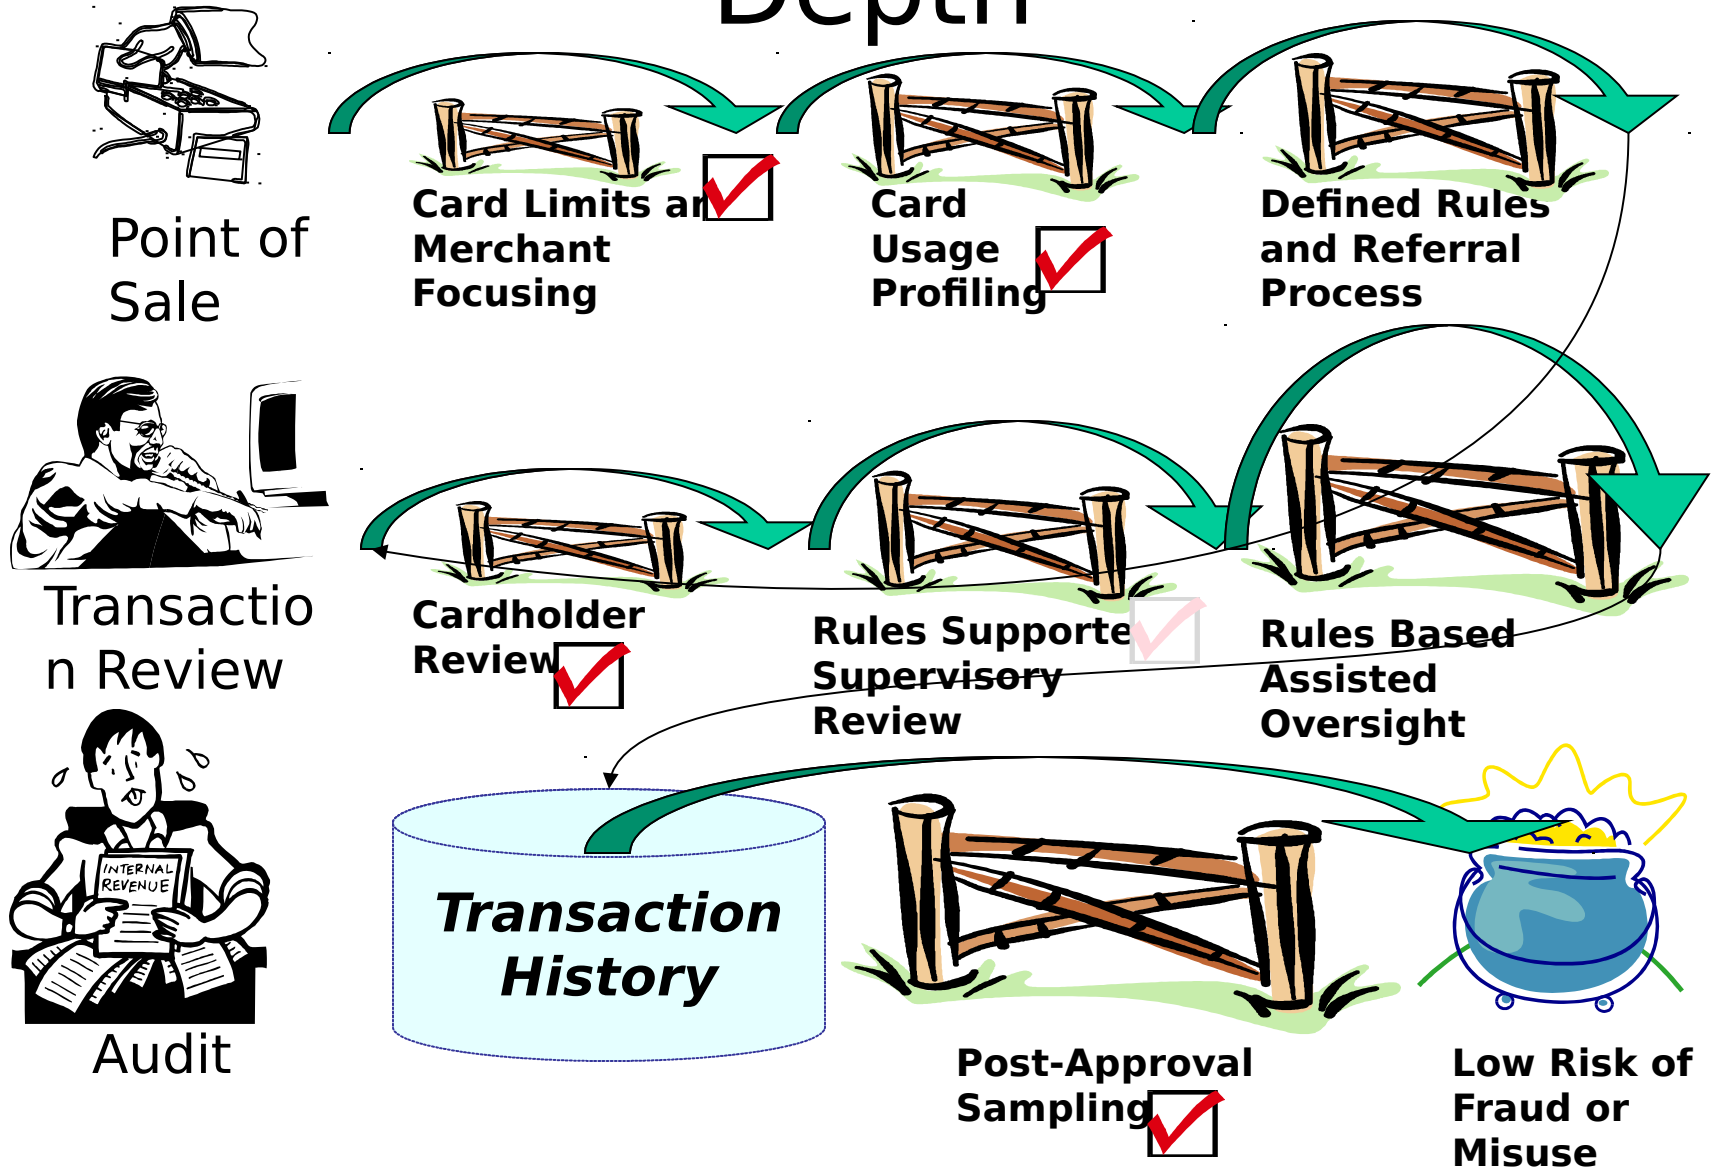 Depth
Point of
Sale
Card Limits an
Merchant
Focusing
Card
Usage
Profiling
Defined Rules
and Referral
Process
Transactio
n Review
Cardholder
Review
Rules Supporte
Supervisory
Review
Rules Based
Assisted
Oversight
INTERNAL
REVENUE
Audit
Transaction
History
Post-Approval
Sampling
Low Risk of
Fraud or
Misuse